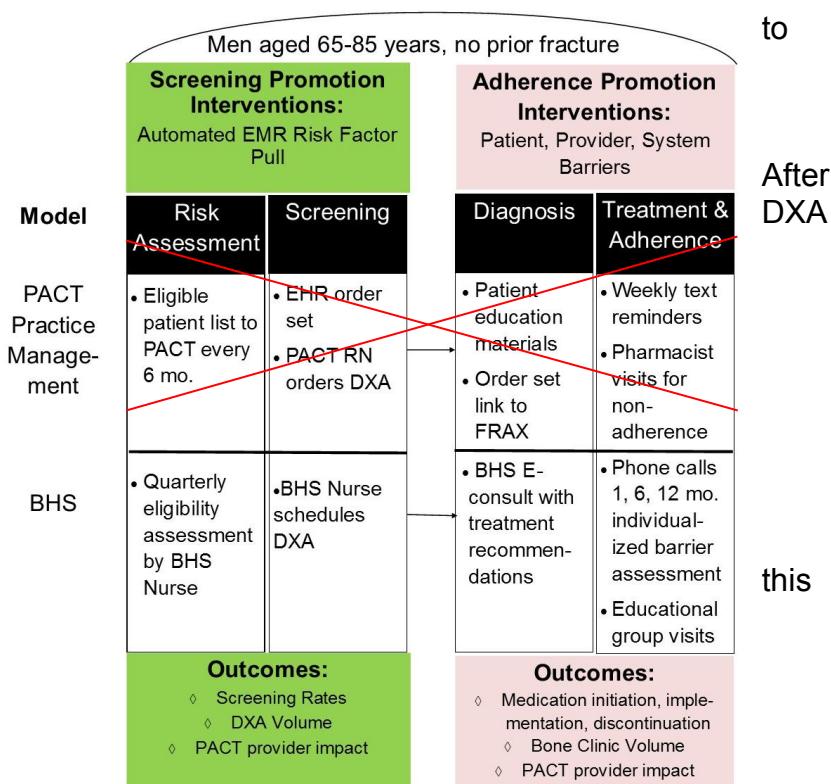 to
Men aged 65-85 years, no prior fracture
Screening Promotion
Interventions:
Automated EMR Risk Factor
Pull
Adherence Promotion
Interventions:
Patient, Provider, System
Barriers
After
DXA
Model
Risk
Assessment
Screening
Diagnosis
Treatment &
Adherence
PACT
Practice
Manage-
ment
• Eligible
patient list to
PACT every
6 mo.
• EHR order
set
• PACT RN
orders DXA
• Patient
education
materials
• Order set
link to
FRAX
• Weekly text
reminders
• Pharmacist
visits for
non-
adherence
BHS
• Quarterly
eligibility
assessment
by BHS
Nurse
•BHS Nurse
schedules
DXA
• BHS E-
consult with
treatment
recommen-
dations
• Phone calls
1, 6, 12 mo.
individual-
ized barrier
assessment
• Educational
group visits
this
Outcomes:
◊ Screening Rates
◊ DXA Volume
◊ PACT provider impact
Outcomes:
◊ Medication initiation, imple-
mentation, discontinuation
◊ Bone Clinic Volume
◊ PACT provider impact